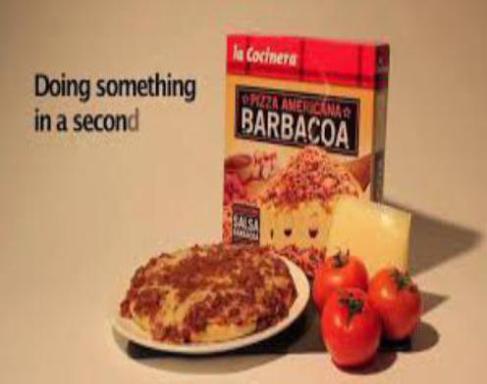 Doing something
in a second
la Cocinera
PIZZA AMERICANA
BARBACOA
SALSA
BARBACOA